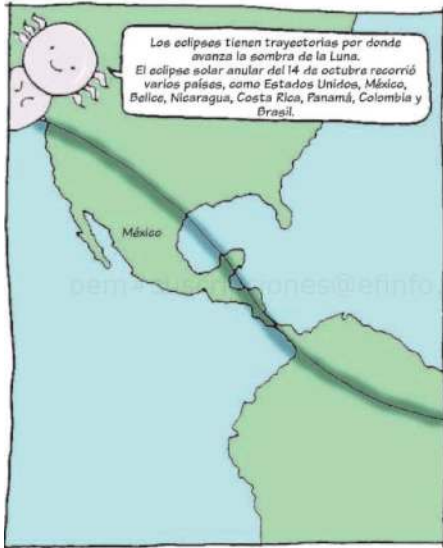 Los eclipses tienen trayectorias por donde
avanza la sombra de la Luna.
El eclipse solar anular del 14 de octubre recorrió
varios países, como Estados Unidos, México,
Belice, Nicaragua, Costa Rica, Panamá, Colombia y
Brasil.
México